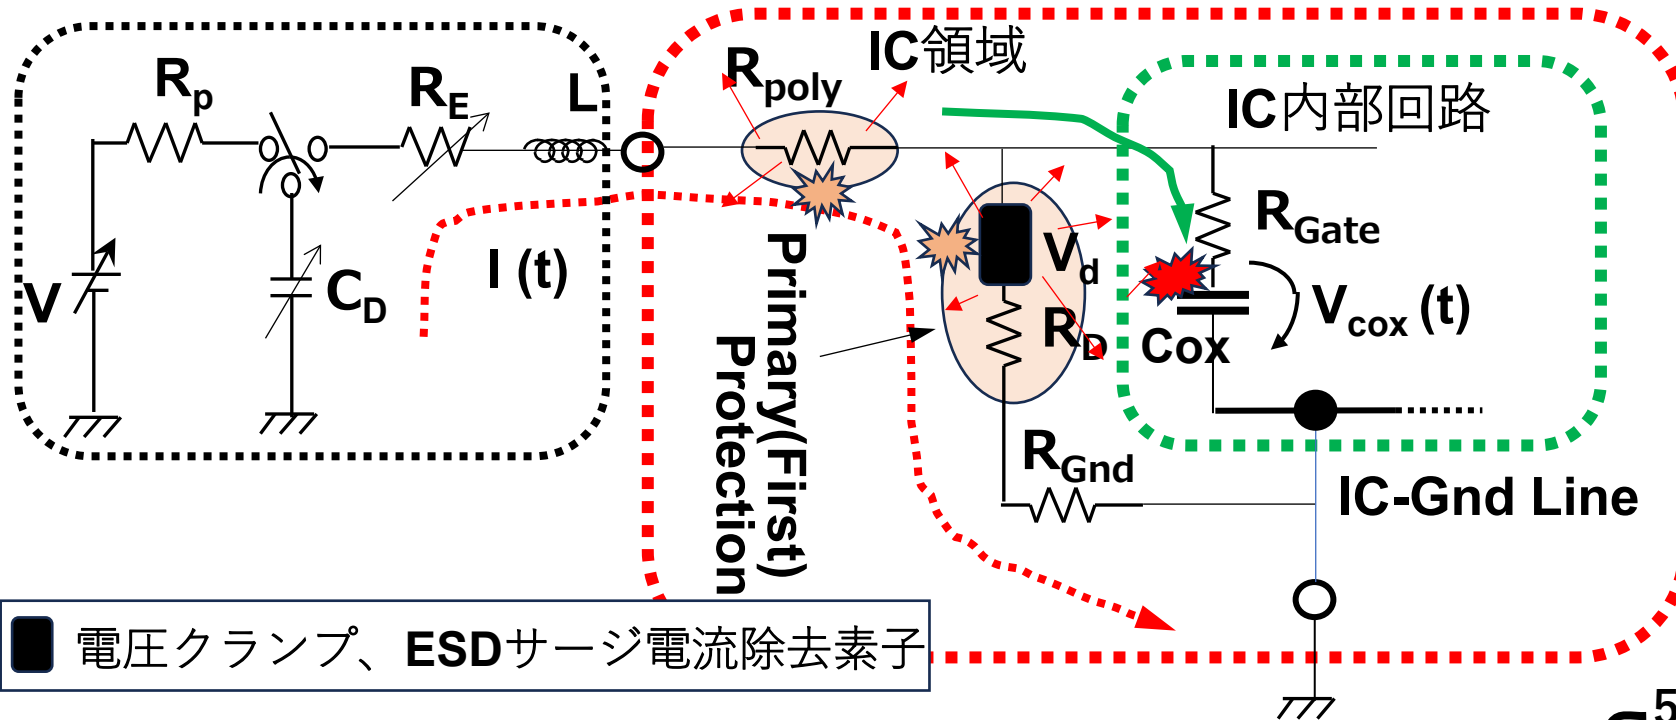 Rp
RE
L
V
CD
I (t)
Rpoly
IC領域
IC内部回路
RGate
Vd
RD
Cox
Vcox (t)
Primary(First)
Protection
RGnd
IC-Gnd Line
電圧クランプ、ESDサージ電流除去素子
5